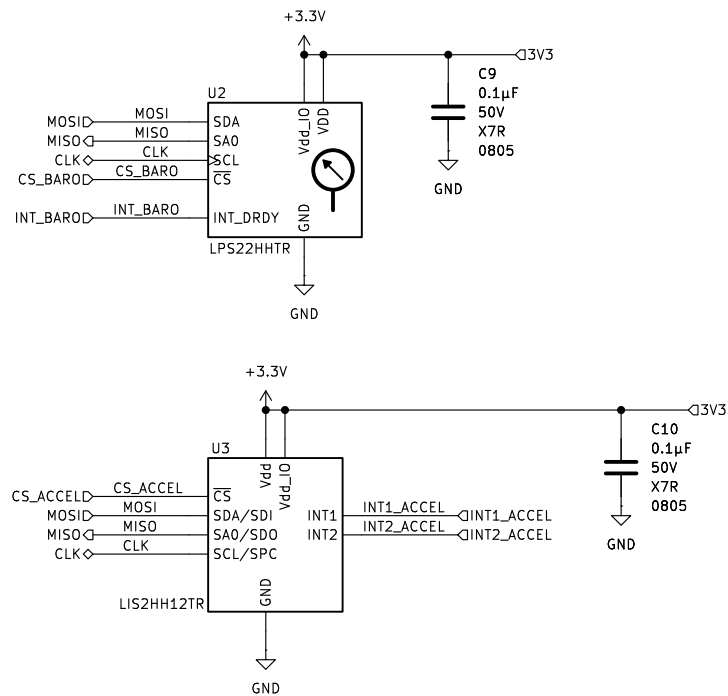 +3.3V
3V3
C9
0.1µF
50V
X7R
0805
GND
U2
MOSI MOSI SDA
MISO MISO SA0
CLK CLK SCL
CS_BARO CS_BARO CS
INT_BARO INT_BARO INT_DRDY
Vdd_IO
VDD
GND
LPS22HHTR
GND
+3.3V
3V3
C10
0.1µF
50V
X7R
0805
GND
U3
Vdd
Vdd_IO
CS_ACCEL CS_ACCEL CS
MOSI MOSI SDA/SDI INT1 INT1_ACCEL INT1_ACCEL
MISO MISO SA0/SDO INT2 INT2_ACCEL INT2_ACCEL
CLK CLK SCL/SPC
GND
LIS2HH12TR
GND